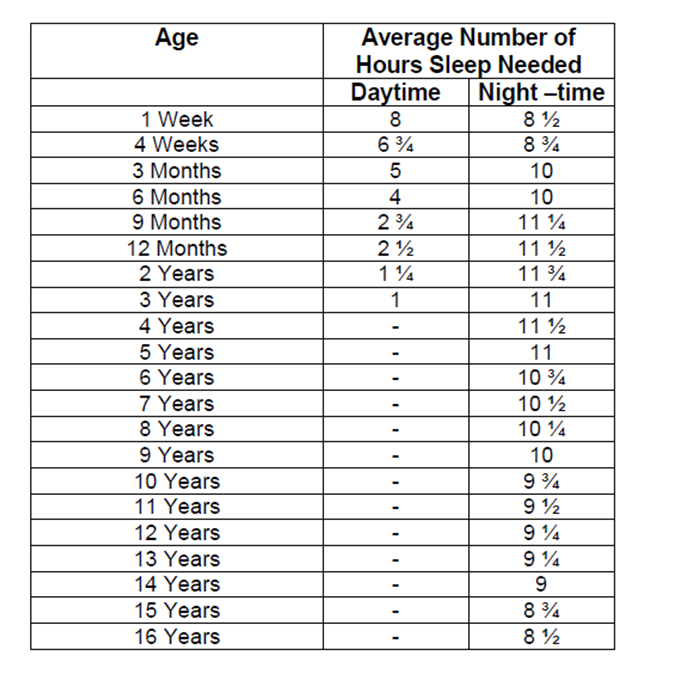 Age Average Number of
Hours Sleep Needed
Daytime Night –time
1 Week 8 8 ½
4 Weeks 6 ¾ 8 ¾
3 Months 5 10
6 Months 4 10
9 Months 2 ¾ 11 ¼
12 Months 2 ½ 11 ½
2 Years 1 ¼ 11 ¾
3 Years 1 11
4 Years - 11 ½
5 Years - 11
6 Years - 10 ¾
7 Years - 10 ½
8 Years - 10 ¼
9 Years - 10
10 Years - 9 ¾
11 Years - 9 ½
12 Years - 9 ¼
13 Years - 9 ¼
14 Years - 9
15 Years - 8 ¾
16 Years - 8 ½